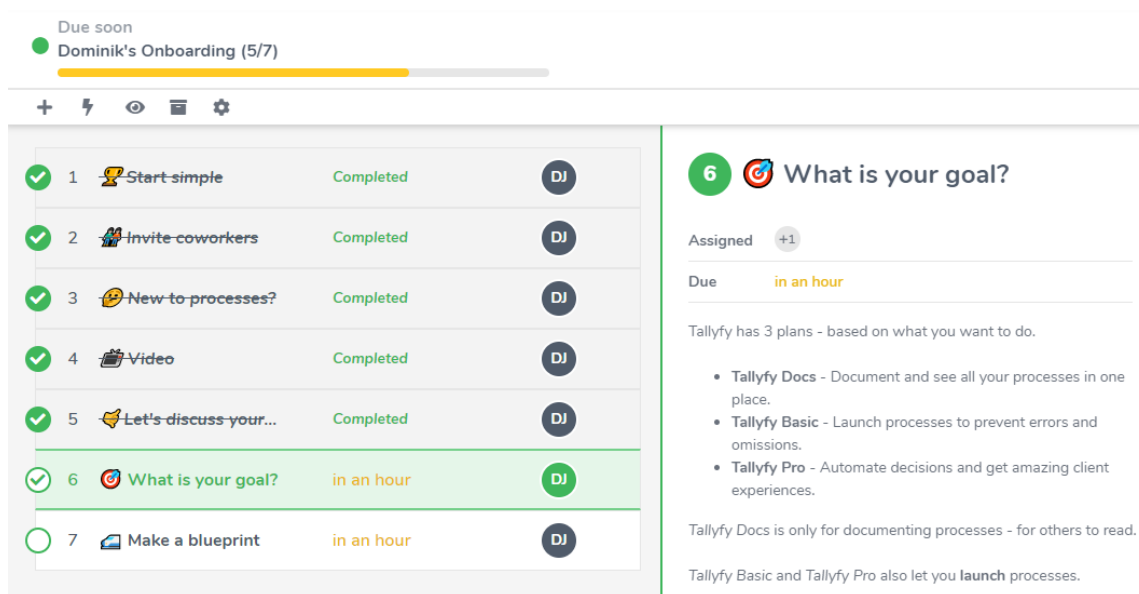 Due soon
Dominik's Onboarding (5/7)
1 Start simple Completed DJ
2 Invite coworkers Completed DJ
3 New to processes? Completed DJ
4 Video Completed DJ
5 Let's discuss your... Completed DJ
6 What is your goal? in an hour DJ
7 Make a blueprint in an hour DJ
6 What is your goal?
Assigned +1
Due in an hour
Tallyfy has 3 plans - based on what you want to do.
• Tallyfy Docs - Document and see all your processes in one
place.
• Tallyfy Basic - Launch processes to prevent errors and
omissions.
• Tallyfy Pro - Automate decisions and get amazing client
experiences.
Tallyfy Docs is only for documenting processes - for others to read.
Tallyfy Basic and Tallyfy Pro also let you launch processes.